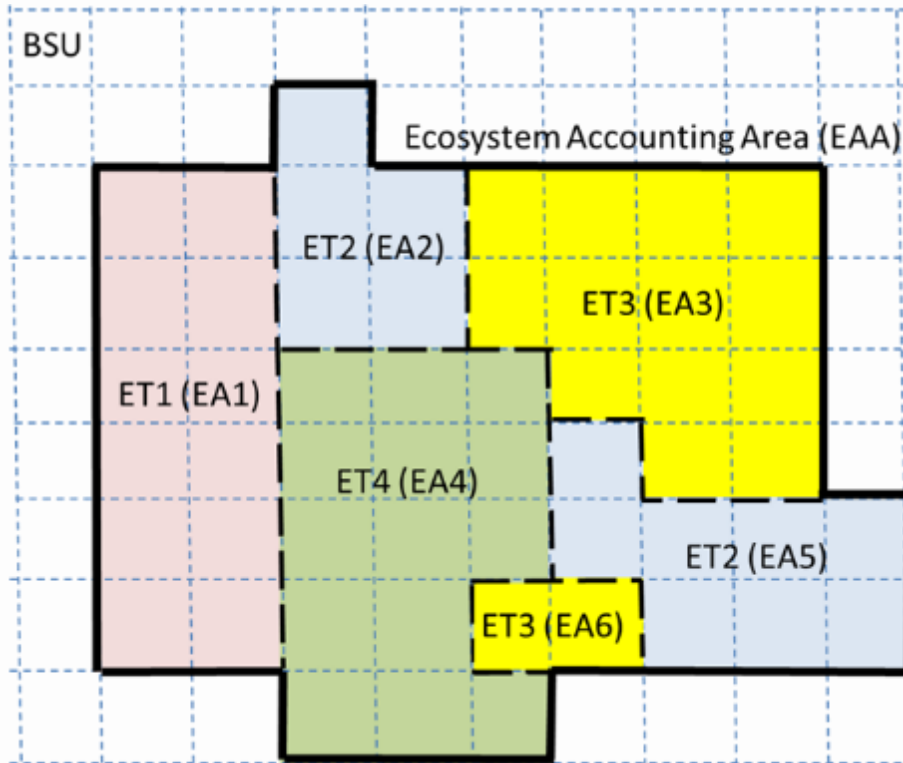 BSU
Ecosystem Accounting Area (EAA)
ET2 (EA2)
ET3 (EA3)
ET1 (EA1)
ET4 (EA4)
ET2 (EA5)
ET3 (EA6)